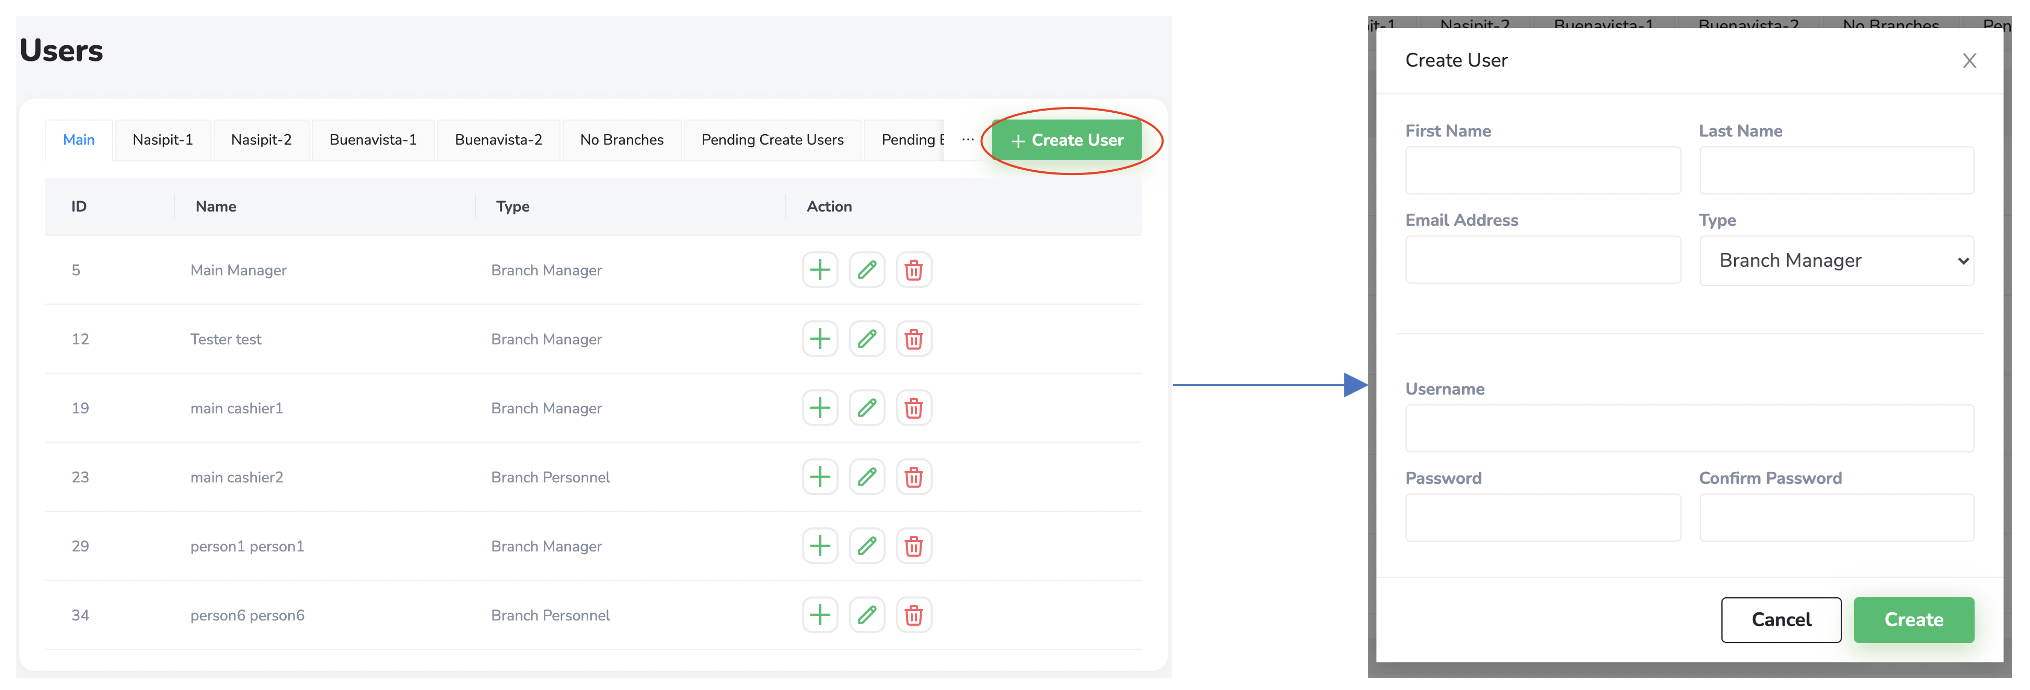 Users
Main Nasipit-1 Nasipit-2 Buenavista-1 Buenavista-2 No Branches Pending Create Users Pending ... + Create User
ID Name Type Action
5 Main Manager Branch Manager
12 Tester test Branch Manager
19 main cashier1 Branch Manager
23 main cashier2 Branch Personnel
29 person1 person1 Branch Manager
34 person6 person6 Branch Personnel
Nasipit-2 Buenavista-1 Buenavista-2 No Branches
Create User X
First Name Last Name
Email Address Type
Branch Manager
Username
Password Confirm Password
Cancel Create